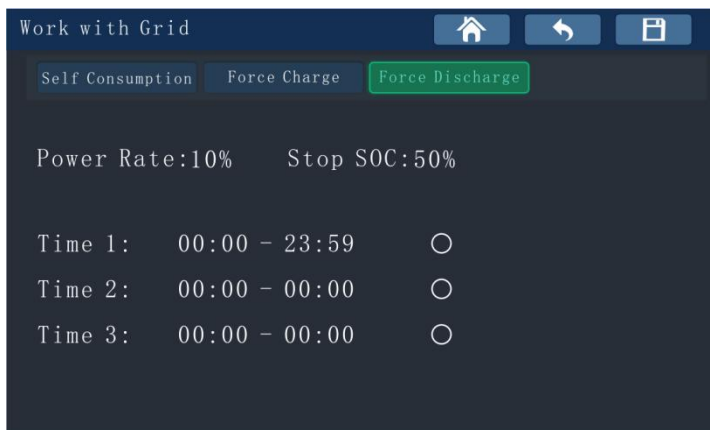 Work with Grid
Self Consumption Force Charge Force Discharge
Power Rate:10% Stop SOC:50%
Time 1: 00:00 - 23:59
Time 2: 00:00 - 00:00
Time 3: 00:00 - 00:00